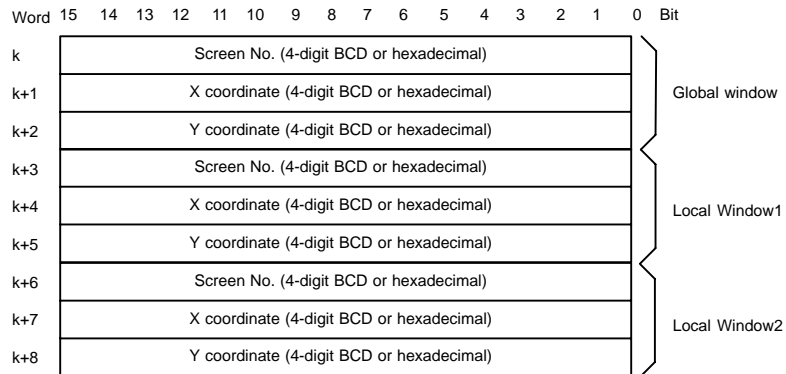 Word 15 14 13 12 11 10 9 8 7 6 5 4 3 2 1 0 Bit
k Screen No. (4-digit BCD or hexadecimal)
k+1 X coordinate (4-digit BCD or hexadecimal) Global window
k+2 Y coordinate (4-digit BCD or hexadecimal)
k+3 Screen No. (4-digit BCD or hexadecimal)
k+4 X coordinate (4-digit BCD or hexadecimal) Local Window1
k+5 Y coordinate (4-digit BCD or hexadecimal)
k+6 Screen No. (4-digit BCD or hexadecimal)
k+7 X coordinate (4-digit BCD or hexadecimal) Local Window2
k+8 Y coordinate (4-digit BCD or hexadecimal)